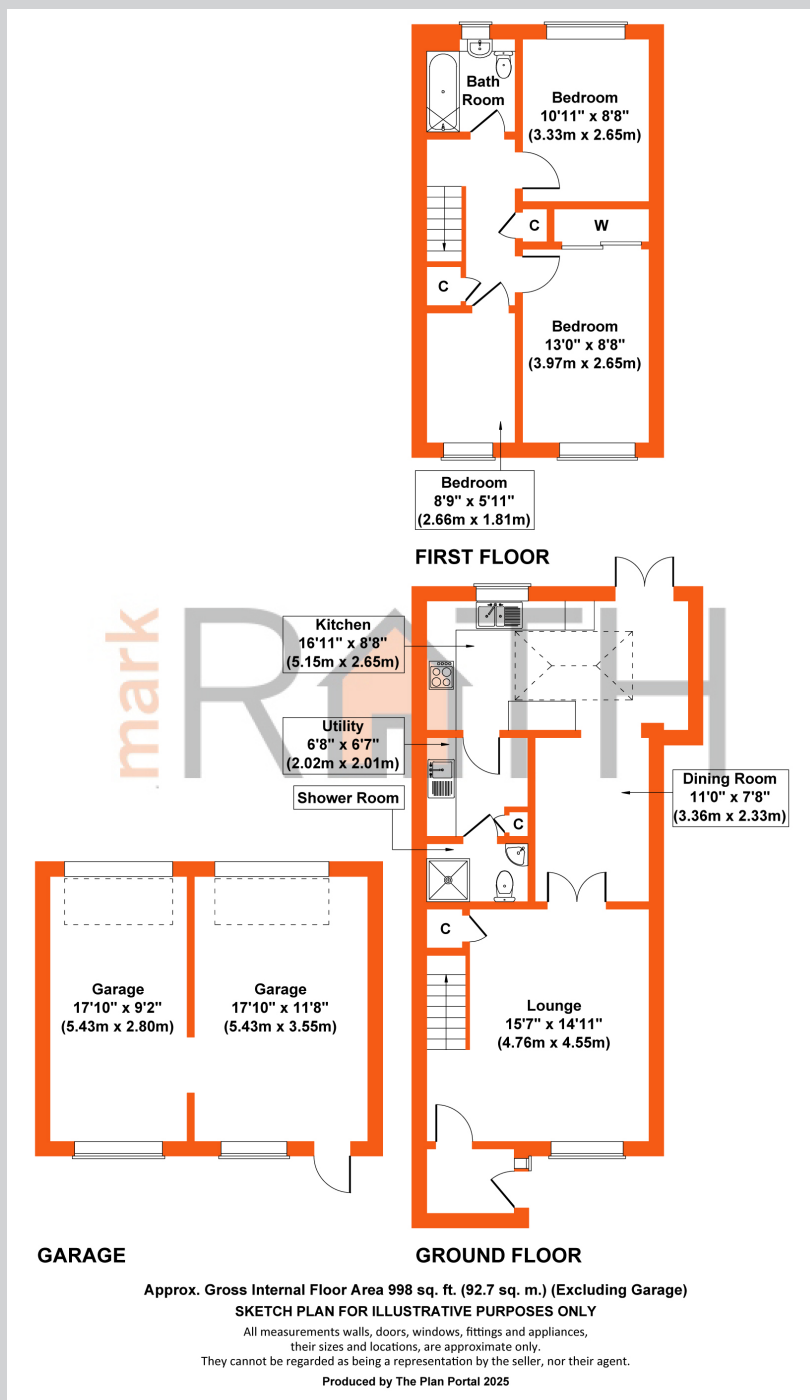 Bath
Room
Bedroom
10'11" x 8'8"
(3.33m x 2.65m)
C
W
C
Bedroom
13'0" x 8'8"
(3.97m x 2.65m)
Bedroom
8'9" x 5'11"
(2.66m x 1.81m)
FIRST FLOOR
mark
RATH
Kitchen
16'11" x 8'8"
(5.15m x 2.65m)
Utility
6'8" x 6'7"
(2.02m x 2.01m)
Shower Room
C
Dining Room
11'0" x 7'8"
(3.36m x 2.33m)
C
Lounge
15'7" x 14'11"
(4.76m x 4.55m)
Garage
17'10" x 9'2"
(5.43m x 2.80m)
Garage
17'10" x 11'8"
(5.43m x 3.55m)
GARAGE
GROUND FLOOR
Approx. Gross Internal Floor Area 998 sq. ft. (92.7 sq. m.) (Excluding Garage)
SKETCH PLAN FOR ILLUSTRATIVE PURPOSES ONLY
All measurements walls, doors, windows, fittings and appliances,
their sizes and locations, are approximate only.
They cannot be regarded as being a representation by the seller, nor their agent.
Produced by The Plan Portal 2025